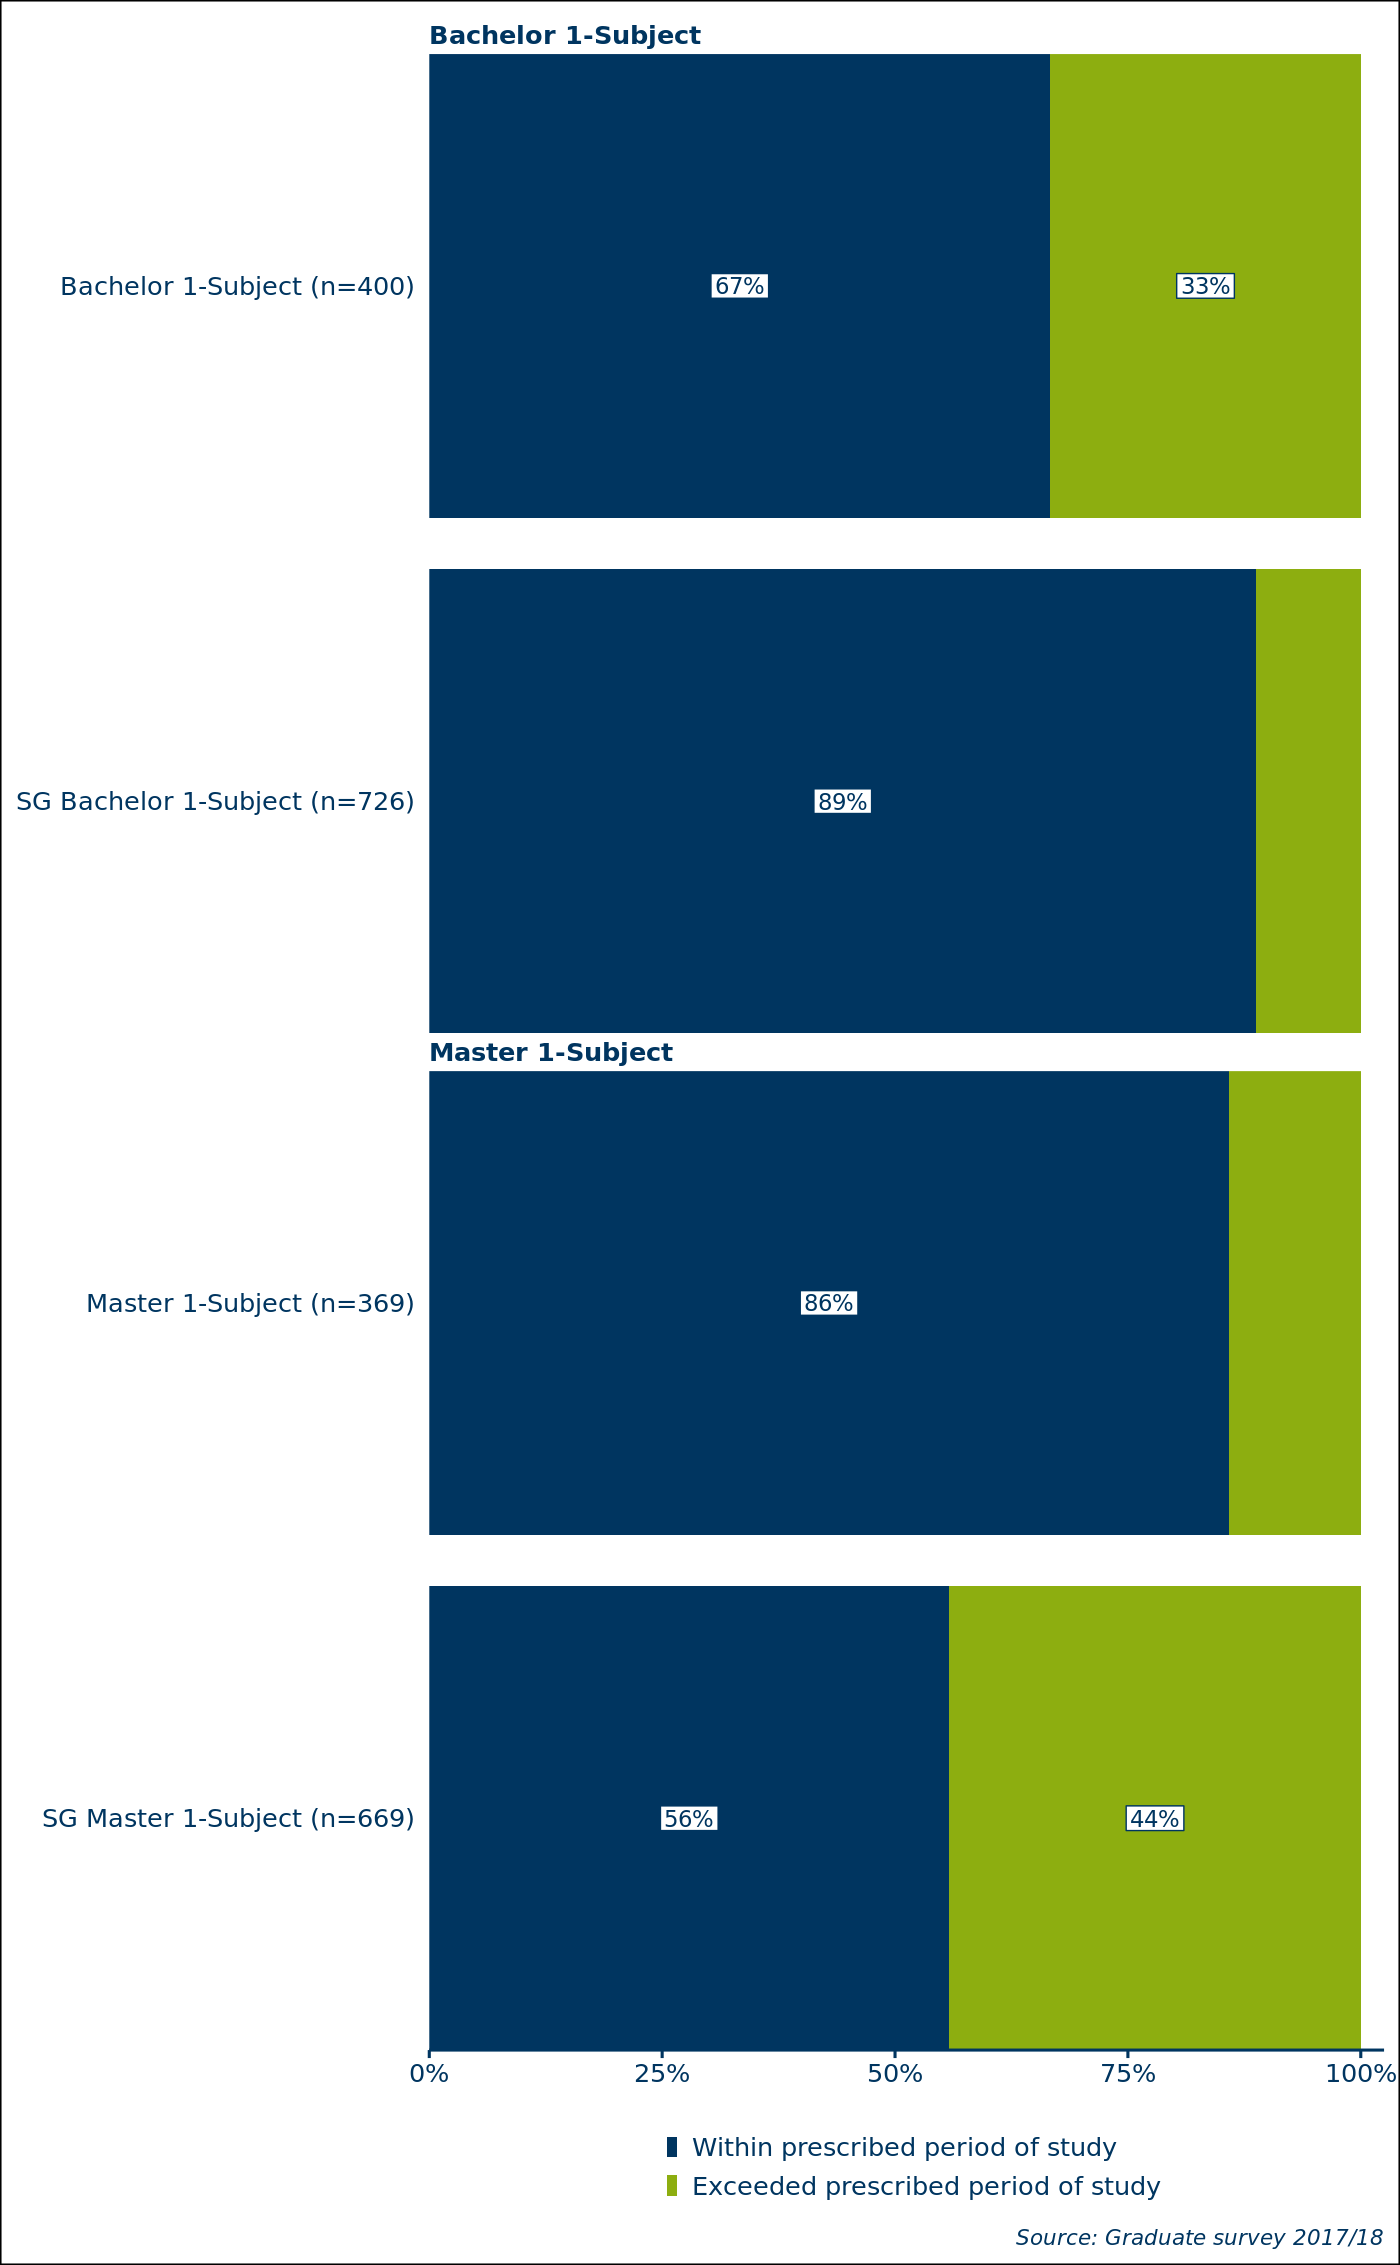 Bachelor 1-Subject
Bachelor 1-Subject (n=400)
67%
33%
SG Bachelor 1-Subject (n=726)
89%
Master 1-Subject
Master 1-Subject (n=369)
86%
SG Master 1-Subject (n=669)
56%
44%
0%
25%
50%
75%
100%
Within prescribed period of study
Exceeded prescribed period of study
Source: Graduate survey 2017/18